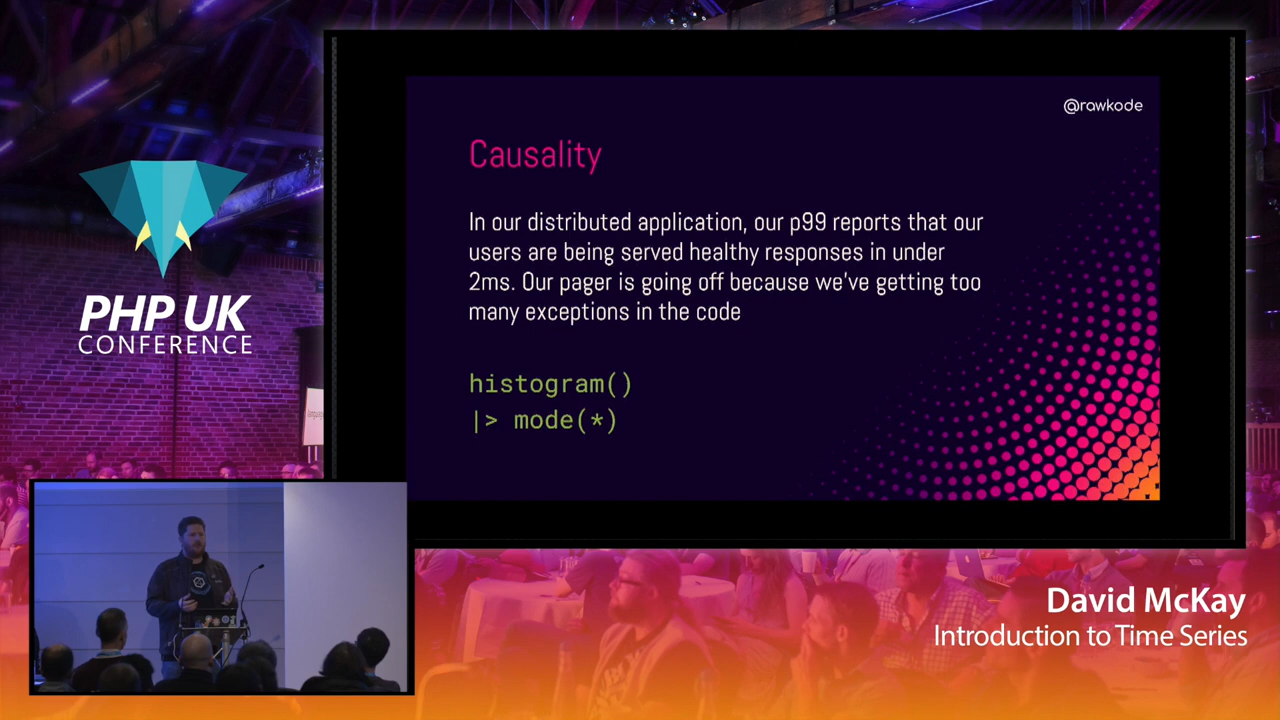 @rawkode
Causality
In our distributed application, our p99 reports that our
users are being served healthy responses in under
2ms. Our pager is going off because we've getting too
many exceptions in the code
histogram()
|> mode(*)
PHP UK
CONFERENCE
David McKay
Introduction to Time Series